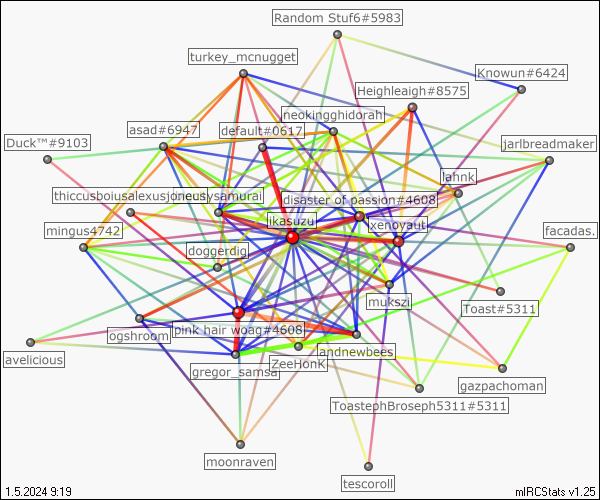 Random Stuf6#5983
turkey_mcnugget
Knowun#6424
Heighleigh#8575
neokingghidorah
asad#6947
default#0617
Duck™#9103
jarlbreadmaker
lahnk
thiccusboiusalexusjoneus
lysamurai
disaster of passion#4608
ikasuzu
xenoyaut
mingus4742
facadas.
doggerdig
mukszi
Toast#5311
ogshroom
pink hair woag#4608
andnewbees
avelicious
gregor_samsa
ZeeHonK
gazpachoman
ToastephBroseph5311#5311
moonraven
tescoroll
1.5.2024 9:19
mIRCStats v1.25